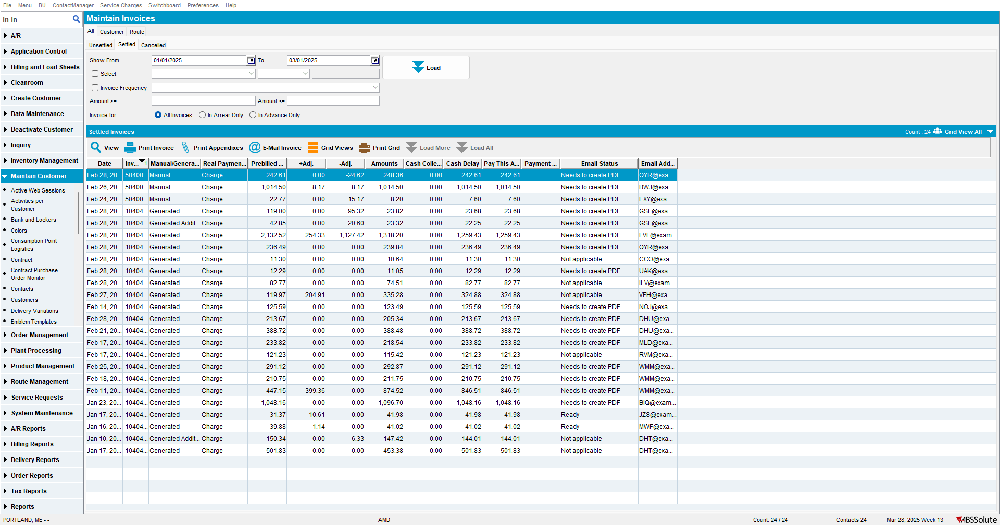 File Menu BU ContactManager Service Charges Switchboard Preferences Help
in in
A/R
Application Control
Billing and Load Sheets
Cleanroom
Create Customer
Data Maintenance
Deactivate Customer
Inquiry
Inventory Management
Maintain Customer
Active Web Sessions
Activities per
Customer
Bank and Lockers
Colors
Consumption Point
Logistics
Contract
Contract Purchase
Order Monitor
Contacts
Customers
Delivery Variations
Emblem Templates
Order Management
Plant Processing
Product Management
Route Management
Service Requests
System Maintenance
A/R Reports
Billing Reports
Delivery Reports
Order Reports
Tax Reports
Reports
Maintain Invoices
All Customer Route
Unsettled Settled Cancelled
Show From 01/01/2025 16 To 03/01/2025 16 Load
Select
Invoice Frequency
Amount >= Amount <=
Invoice for All Invoices In Arrear Only In Advance Only
Settled Invoices Count : 24 Grid View All
View Print Invoice Print Appendixes E-Mail Invoice Grid Views Print Grid Load More Load All
Date Inv... 1 Manual/Genera... Real Paymen... Prebilled ... +Adj. -Adj. Amounts Cash Colle... Cash Delay Pay This A... Payment ... Email Status Email Add...
Feb 28, 20... 50400... Manual Charge 242.61 0.00 -24.62 248.36 0.00 242.61 242.61 Needs to create PDF QYR@exa...
Feb 26, 20... 50400... Manual Charge 1,014.50 8.17 8.17 1,014.50 0.00 1,014.50 1,014.50 Needs to create PDF BWJ@exa...
Feb 24, 20... 50400... Manual Charge 22.77 0.00 15.17 8.20 0.00 7.60 7.60 Needs to create PDF EXY@exa...
Feb 28, 20... 10404... Generated Charge 119.00 0.00 95.32 23.82 0.00 23.68 23.68 Needs to create PDF GSF@exa...
Feb 28, 20... 10404... Generated Addit... Charge 42.85 0.00 20.60 23.32 0.00 22.25 22.25 Needs to create PDF GSF@exa...
Feb 28, 20... 10404... Generated Charge 2,132.52 254.33 1,127.42 1,318.20 0.00 1,259.43 1,259.43 Needs to create PDF FVL@exam...
Feb 28, 20... 10404... Generated Charge 236.49 0.00 0.00 239.84 0.00 236.49 236.49 Needs to create PDF QYR@exa...
Feb 28, 20... 10404... Generated Charge 11.30 0.00 0.00 10.64 0.00 11.30 11.30 Not applicable CCO@exa...
Feb 28, 20... 10404... Generated Charge 12.29 0.00 0.00 11.05 0.00 12.29 12.29 Needs to create PDF UAK@exa...
Feb 28, 20... 10404... Generated Charge 82.77 0.00 0.00 74.51 0.00 82.77 82.77 Not applicable ILV@exam...
Feb 27, 20... 10404... Generated Charge 119.97 204.91 0.00 335.28 0.00 324.88 324.88 Not applicable VFH@exa...
Feb 14, 20... 10404... Generated Charge 125.59 0.00 0.00 123.49 0.00 125.59 125.59 Needs to create PDF NOJ@exa...
Feb 28, 20... 10404... Generated Charge 213.67 0.00 0.00 205.34 0.00 213.67 213.67 Needs to create PDF DHU@exa...
Feb 21, 20... 10404... Generated Charge 388.72 0.00 0.00 388.48 0.00 388.72 388.72 Needs to create PDF DHU@exa...
Feb 17, 20... 10404... Generated Charge 233.82 0.00 0.00 218.54 0.00 233.82 233.82 Needs to create PDF MLD@exa...
Feb 17, 20... 10404... Generated Charge 121.23 0.00 0.00 115.42 0.00 121.23 121.23 Not applicable RVM@exa...
Feb 25, 20... 10404... Generated Charge 291.12 0.00 0.00 292.87 0.00 291.12 291.12 Needs to create PDF WMM@exa...
Feb 18, 20... 10404... Generated Charge 210.75 0.00 0.00 211.75 0.00 210.75 210.75 Needs to create PDF WMM@exa...
Feb 11, 20... 10404... Generated Charge 447.15 399.36 0.00 874.52 0.00 846.51 846.51 Needs to create PDF WMM@exa...
Jan 23, 20... 10404... Generated Charge 1,048.16 0.00 0.00 1,096.70 0.00 1,048.16 1,048.16 Needs to create PDF BIQ@exam...
Jan 17, 20... 10404... Generated Charge 31.37 10.61 0.00 41.98 0.00 41.98 41.98 Ready JZS@exam...
Jan 16, 20... 10404... Generated Charge 39.88 1.14 0.00 41.02 0.00 41.02 41.02 Ready MWF@exa...
Jan 10, 20... 10404... Generated Addit... Charge 150.34 0.00 6.33 147.42 0.00 144.01 144.01 Not applicable DHT@exa...
Jan 17, 20... 10404... Generated Charge 501.83 0.00 0.00 453.38 0.00 501.83 501.83 Not applicable DHT@exa...
PORTLAND, ME - - AMD Count: 24 / 24 Contacts 24 Mar 28, 2025 Week 13 ABSSolute